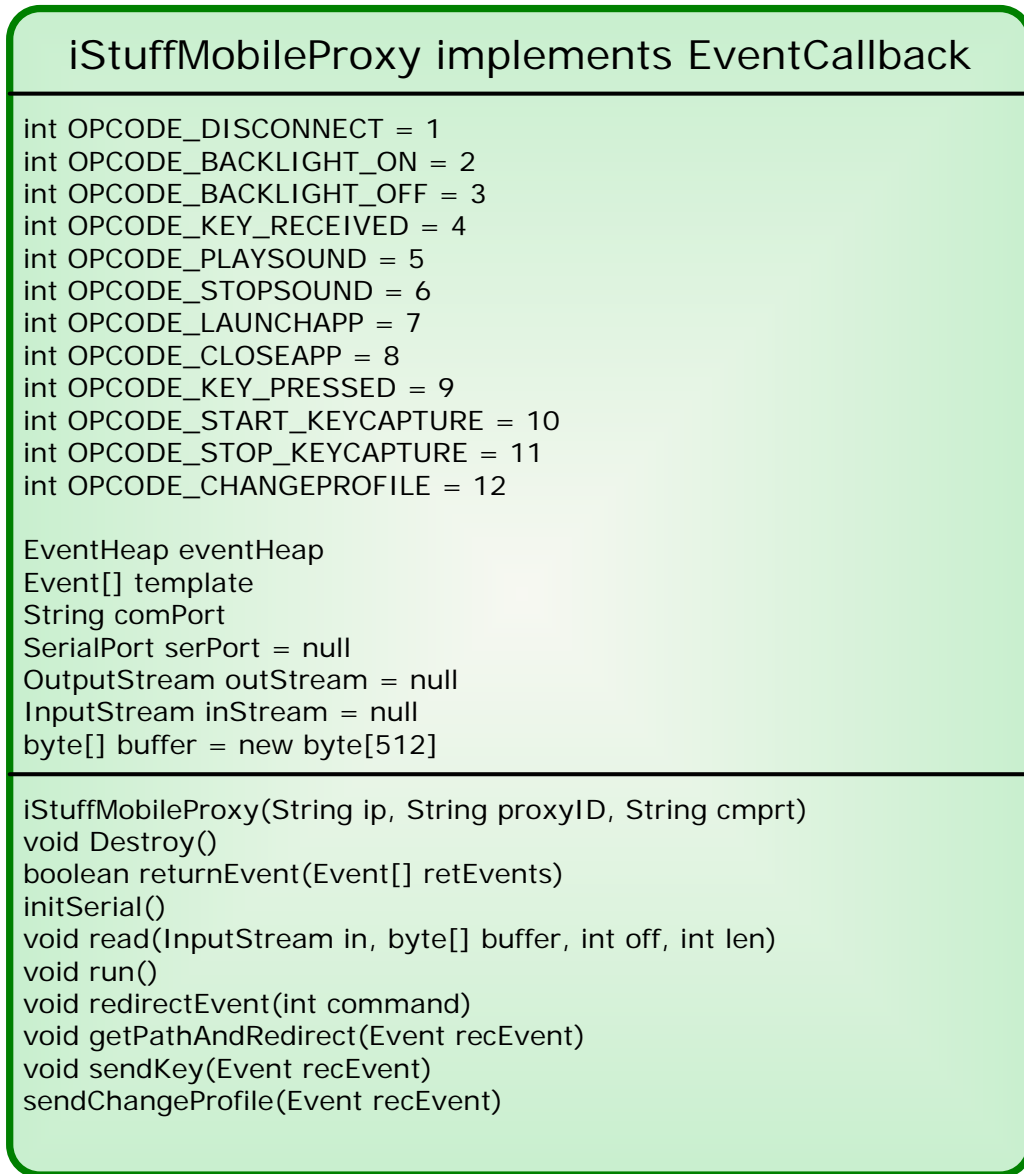 iStuffMobileProxy implements EventCallback
int OPCODE_DISCONNECT = 1
int OPCODE_BACKLIGHT_ON = 2
int OPCODE_BACKLIGHT_OFF = 3
int OPCODE_KEY_RECEIVED = 4
int OPCODE_PLAYSOUND = 5
int OPCODE_STOPSOUND = 6
int OPCODE_LAUNCHAPP = 7
int OPCODE_CLOSEAPP = 8
int OPCODE_KEY_PRESSED = 9
int OPCODE_START_KEYCAPTURE = 10
int OPCODE_STOP_KEYCAPTURE = 11
int OPCODE_CHANGEPROFILE = 12
EventHeap eventHeap
Event[] template
String comPort
SerialPort serPort = null
OutputStream outStream = null
InputStream inStream = null
byte[] buffer = new byte[512]
iStuffMobileProxy(String ip, String proxyID, String cmprt)
void Destroy()
boolean returnEvent(Event[] retEvents)
initSerial()
void read(InputStream in, byte[] buffer, int off, int len)
void run()
void redirectEvent(int command)
void getPathAndRedirect(Event recEvent)
void sendKey(Event recEvent)
sendChangeProfile(Event recEvent)